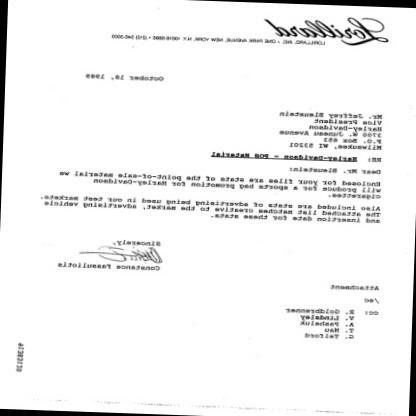 Lorillard
LORILLARD, INC. • ONE PARK AVENUE, NEW YORK, N.Y. 10016-5895 • (212) 545-3000
October 18, 1989
Mr. Jeffrey Bleustein
Vice President
Harley-Davidson
3700 W. Juneau Avenue
P.O. Box 653
Milwaukee, WI 53201
RE: Harley-Davidson - POS Material
Dear Mr. Bleustein:
Enclosed for your files are stats of the point-of-sale material we
will produce for a sports bag promotion for Harley-Davidson
cigarettes.
Also included are stats of advertising being used in our test markets.
The attached list matches creative to the market, advertising vehicle
and insertion date for these stats.
Sincerely,
Constance Fassuliotis
Attachment
/ec
cc: R. Goldbrenner
V. Lindsley
A. Pasheluk
T. Mau
G. Telford